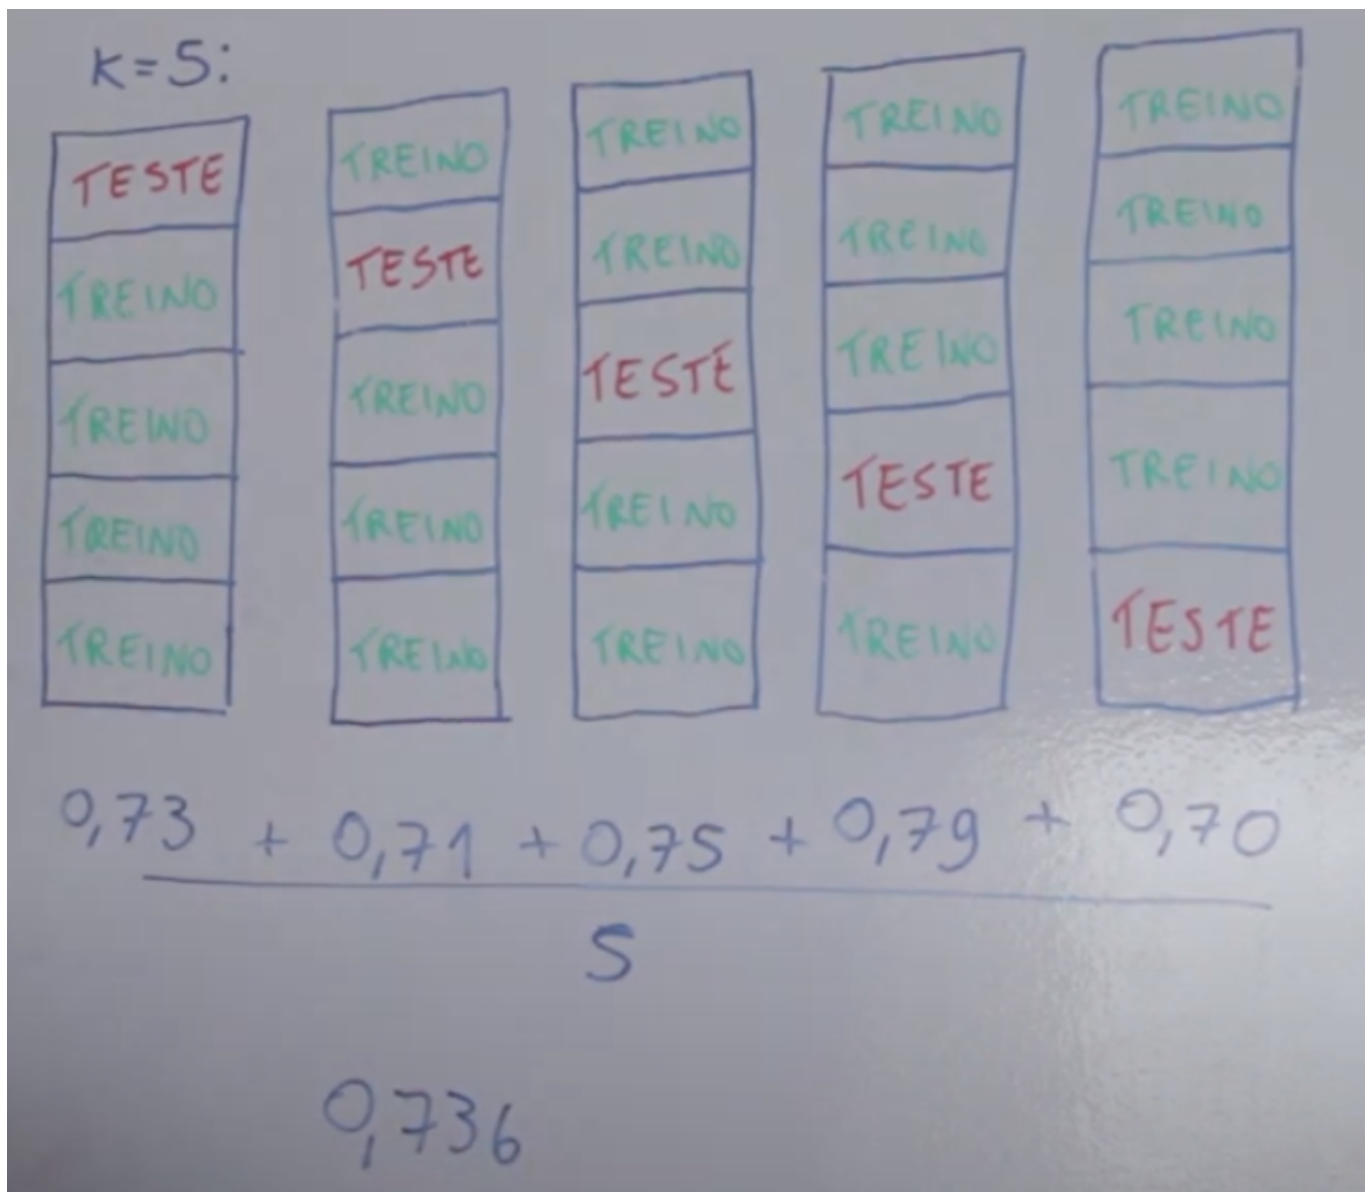 K=5:
TESTE TREINO TREINO TREINO TREINO
TREINO TESTE TREINO TREINO TREINO
TREINO TREINO TESTE TREINO TREINO
TREINO TREINO TREINO TESTE TREINO
TREINO TREINO TREINO TREINO TESTE
0,73 + 0,71 + 0,75 + 0,79 + 0,70
5
0,736